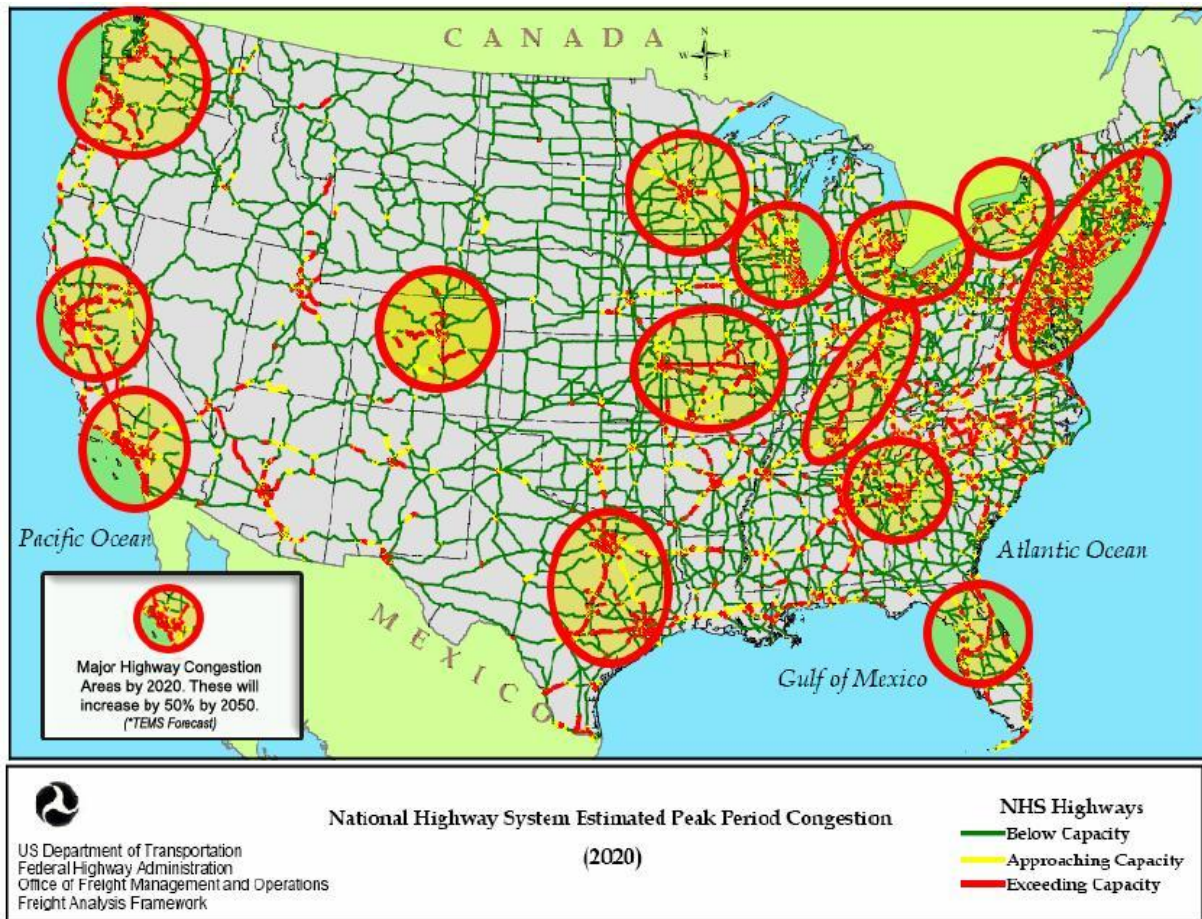 C A N A D A
N
W E
S
Pacific Ocean
Atlantic Ocean
M E X I C O
Gulf of Mexico
Major Highway Congestion
Areas by 2020. These will
increase by 50% by 2050.
(*TEMS Forecast)
US Department of Transportation
Federal Highway Administration
Office of Freight Management and Operations
Freight Analysis Framework
National Highway System Estimated Peak Period Congestion
(2020)
NHS Highways
Below Capacity
Approaching Capacity
Exceeding Capacity